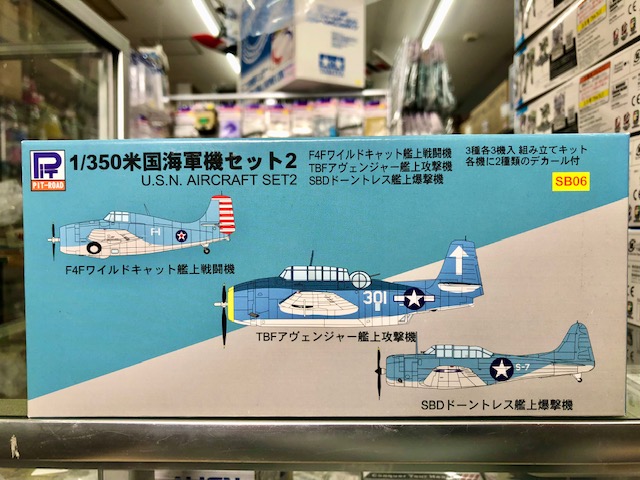 PIT
PIT-ROAD
1/350米国海軍機セット2
U.S.N. AIRCRAFT SET2
F4Fワイルドキャット艦上戦闘機
TBFアヴェンジャー艦上攻撃機
SBDドーントレス艦上爆撃機
3種各3機入 組み立てキット
各機に2種類のデカール付
SB06
F4Fワイルドキャット艦上戦闘機
301
TBFアヴェンジャー艦上攻撃機
S-7
SBDドーントレス艦上爆撃機